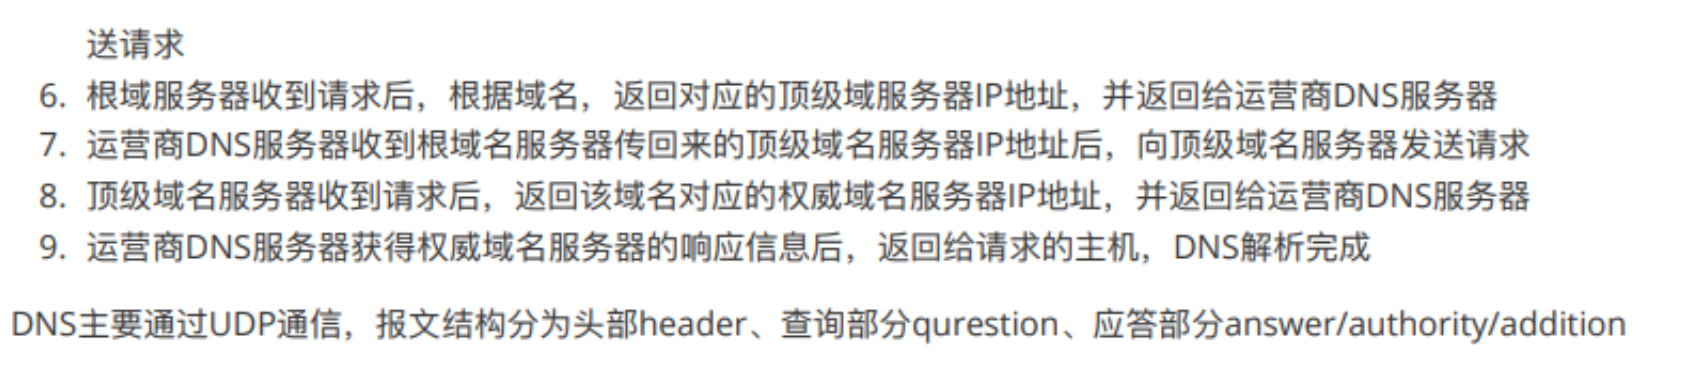 送请求
6. 根域服务器收到请求后，根据域名，返回对应的顶级域服务器IP地址，并返回给运营商DNS服务器
7. 运营商DNS服务器收到根域名服务器传回来的顶级域名服务器IP地址后，向顶级域名服务器发送请求
8. 顶级域名服务器收到请求后，返回该域名对应的权威域名服务器IP地址，并返回给运营商DNS服务器
9. 运营商DNS服务器获得权威域名服务器的响应信息后，返回给请求的主机，DNS解析完成
DNS主要通过UDP通信，报文结构分为头部header、查询部分qurestion、应答部分answer/authority/addition